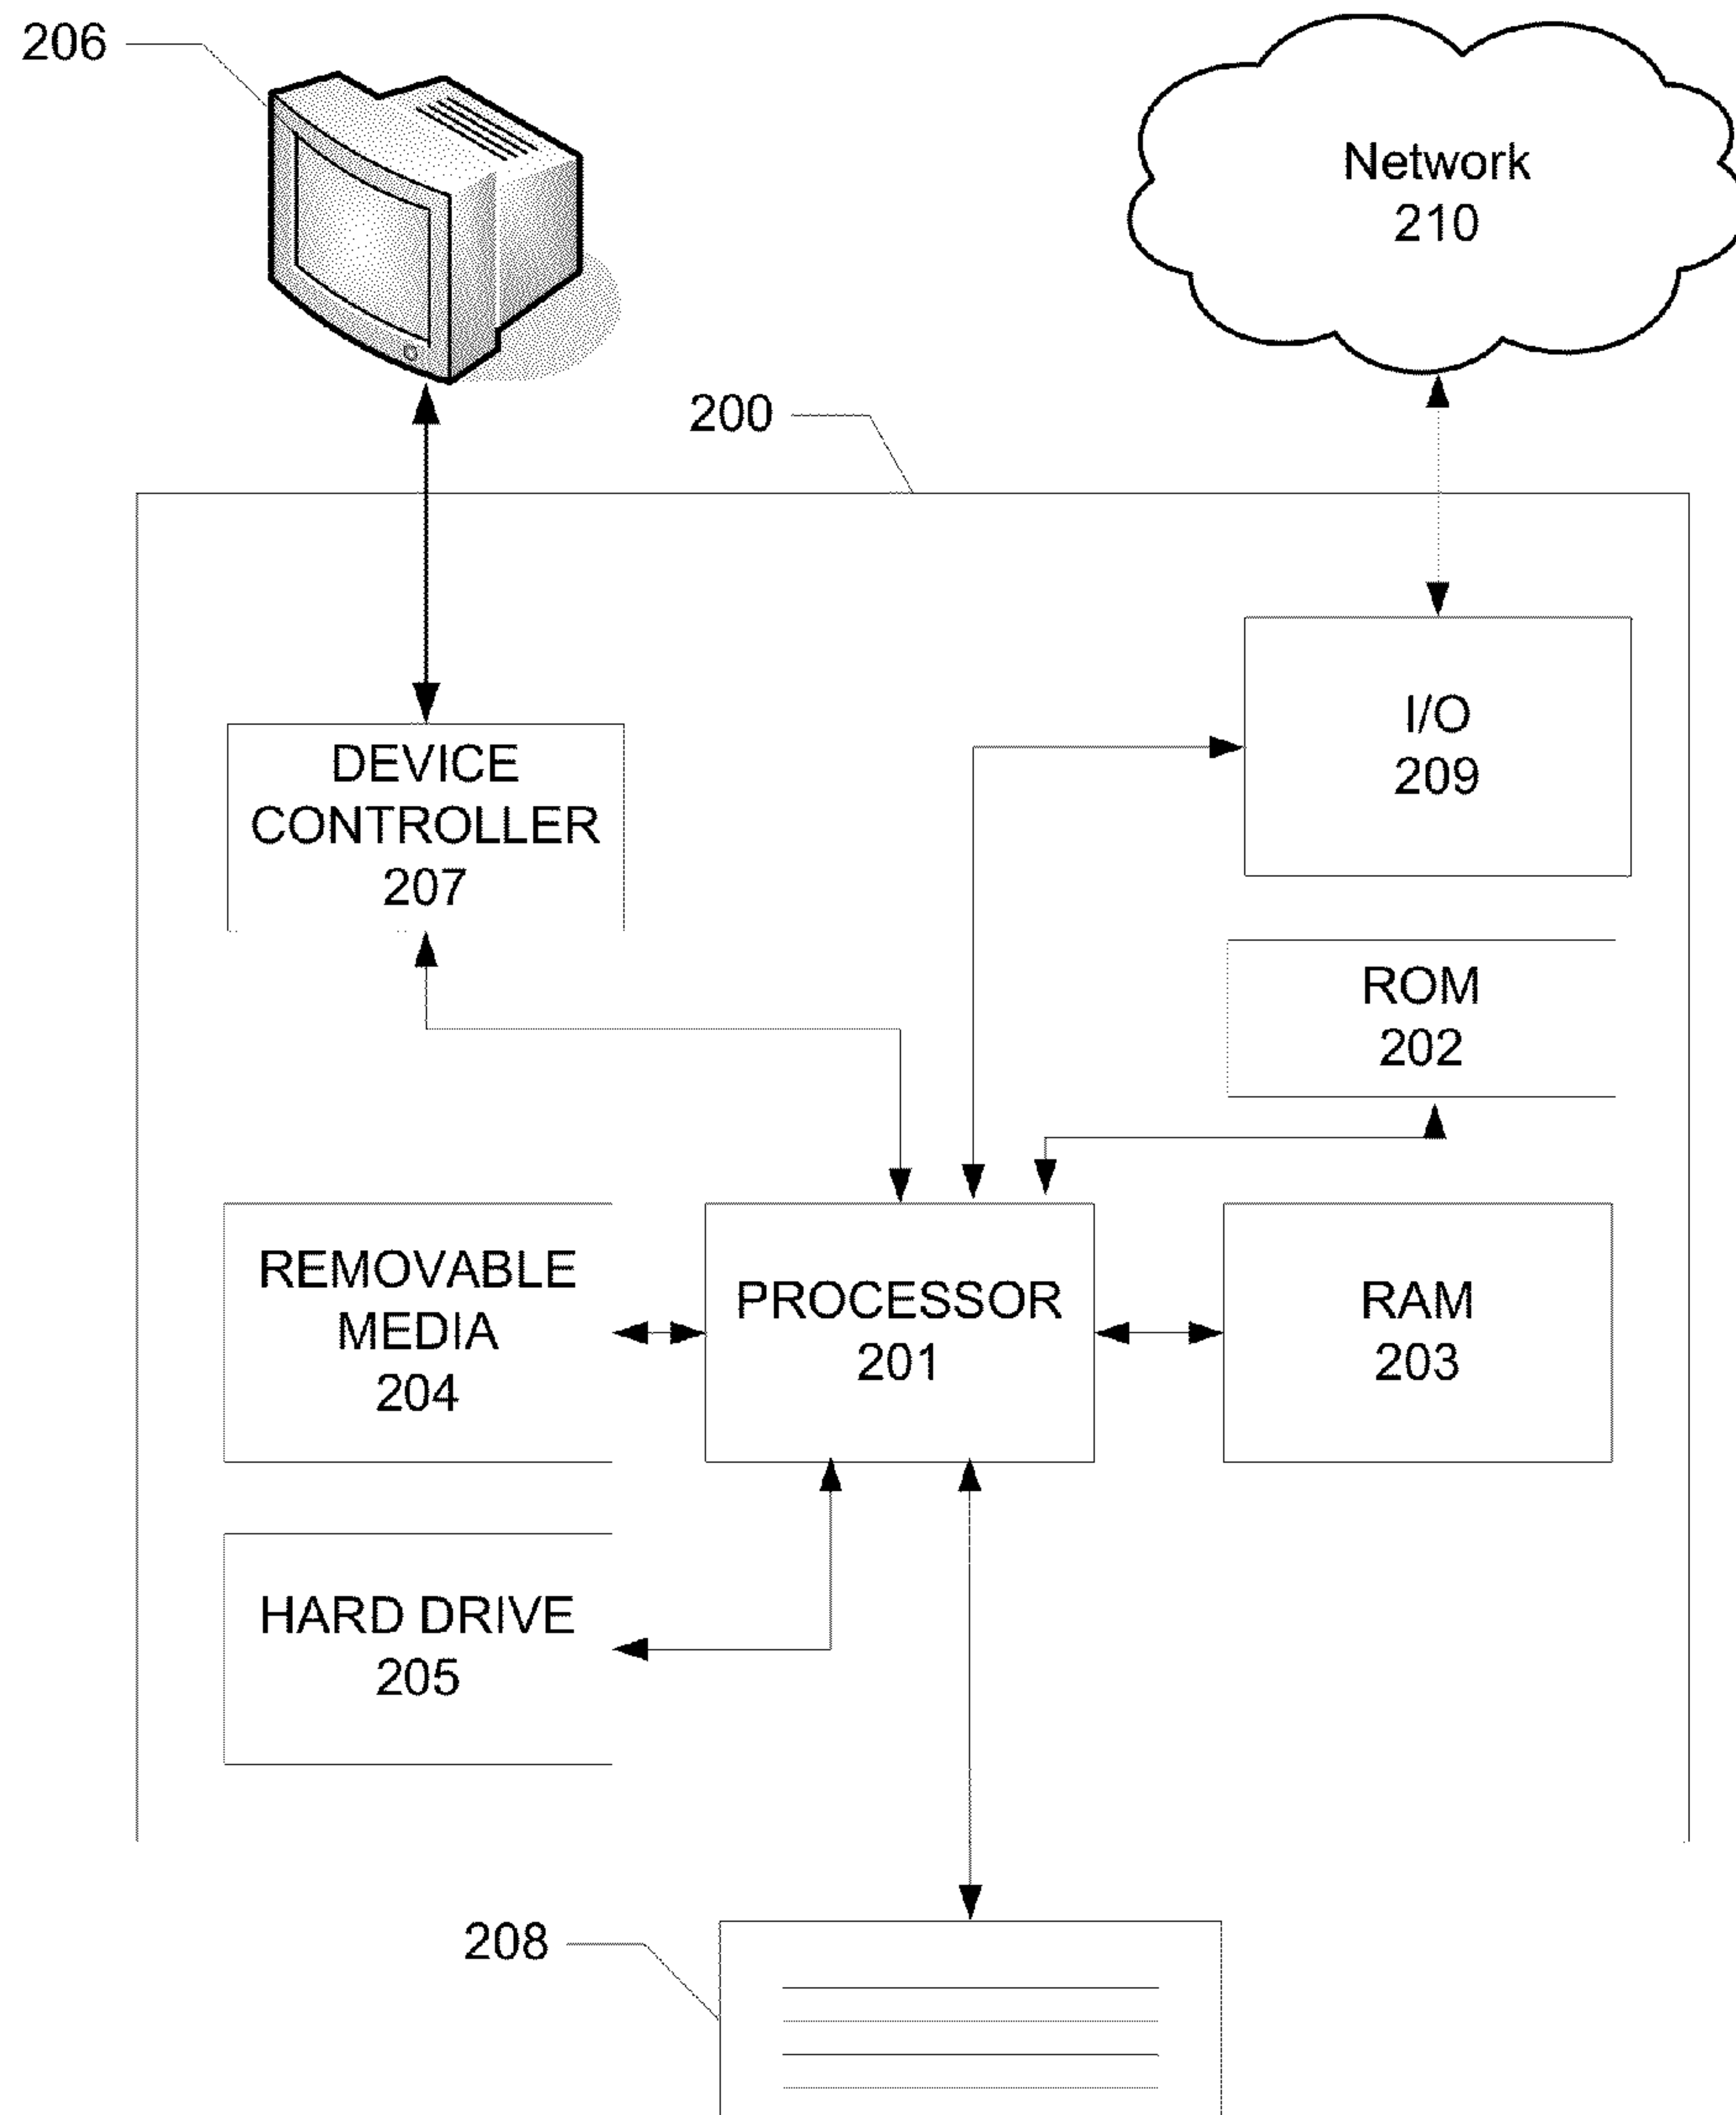 206
Network
210
200
I/O
209
DEVICE
CONTROLLER
207
ROM
202
REMOVABLE
MEDIA
204
PROCESSOR
201
RAM
203
HARD DRIVE
205
208